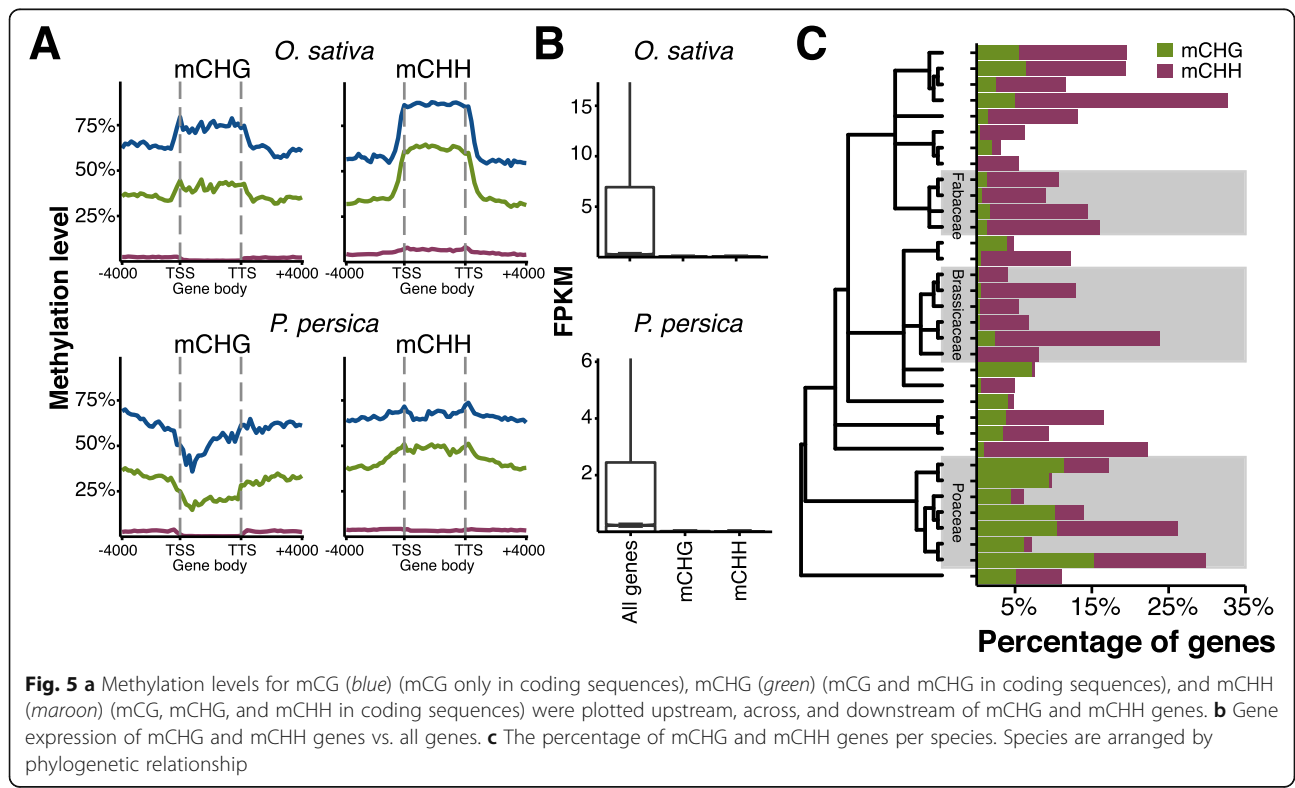 A
B
C
O. sativa
mCHG
mCHH
75%
50%
25%
-4000
TSS
TTS
+4000
Gene body
-4000
TSS
TTS
+4000
Gene body
P. persica
mCHG
mCHH
75%
50%
25%
-4000
TSS
TTS
+4000
Gene body
-4000
TSS
TTS
+4000
Gene body
Methylation level
O. sativa
15
10
5
P. persica
6
4
2
FPKM
All genes
mCHG
mCHH
mCHG
mCHH
Fabaceae
Brassicaceae
Poaceae
5%
15%
25%
35%
Percentage of genes
Fig. 5 a Methylation levels for mCG (blue) (mCG only in coding sequences), mCHG (green) (mCG and mCHG in coding sequences), and mCHH
(maroon) (mCG, mCHG, and mCHH in coding sequences) were plotted upstream, across, and downstream of mCHG and mCHH genes. b Gene
expression of mCHG and mCHH genes vs. all genes. c The percentage of mCHG and mCHH genes per species. Species are arranged by
phylogenetic relationship